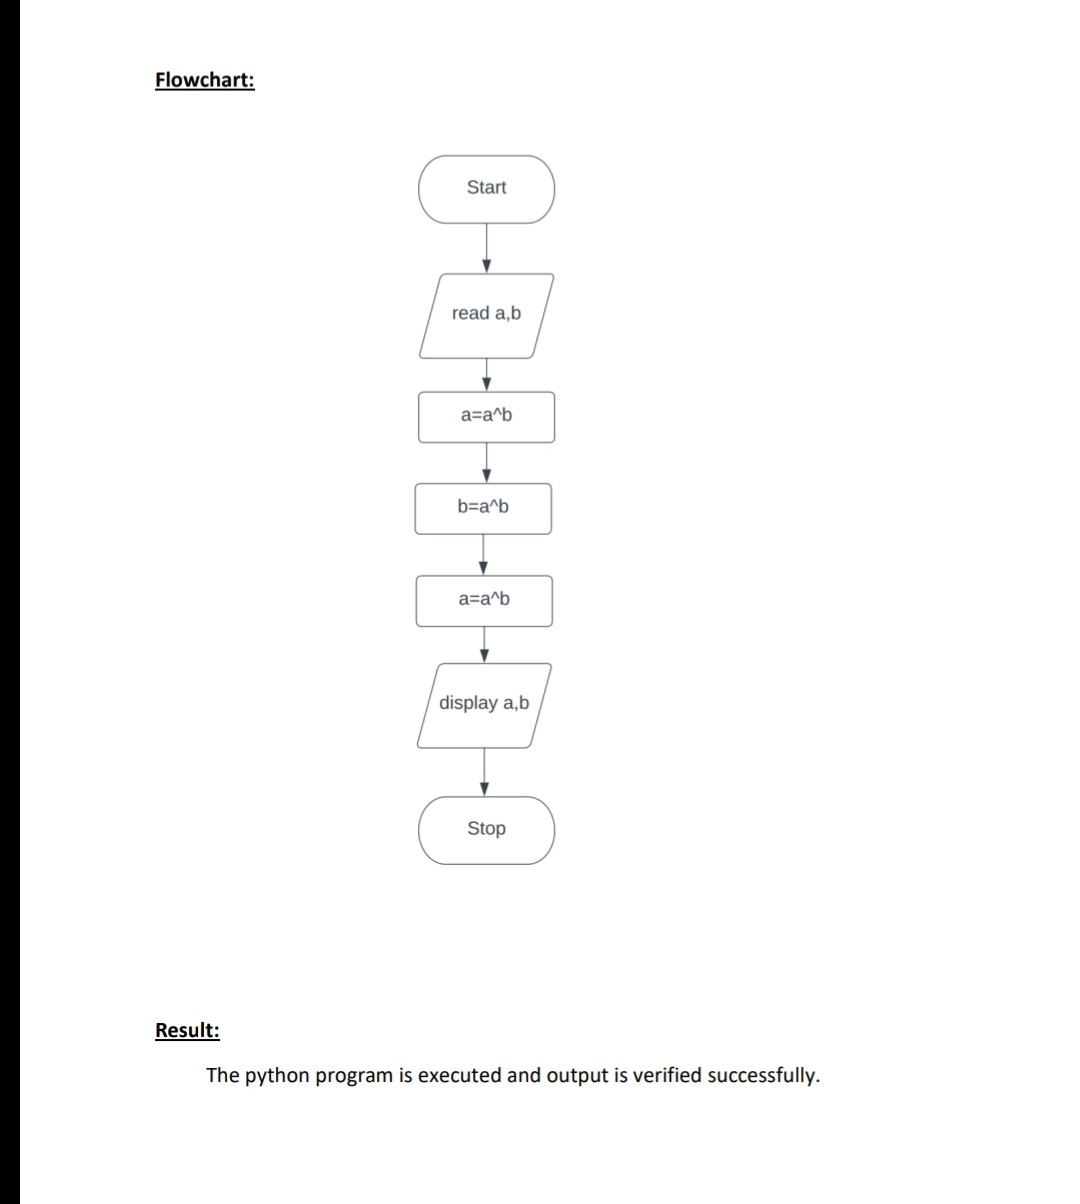 Flowchart:
Start
read a,b
a=a^b
b=a^b
a=a^b
display a,b
Stop
Result:
The python program is executed and output is verified successfully.